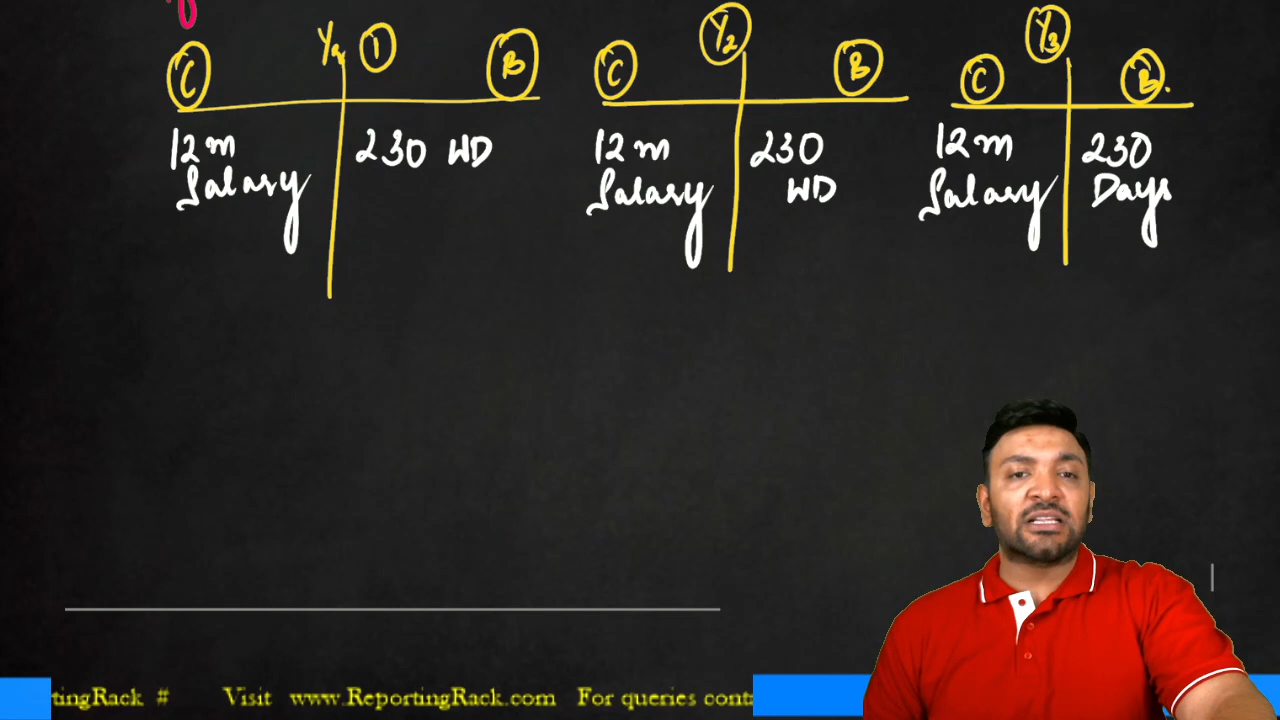 C Yr 1 B
12m 230 WD
Salary
C Y2 B
12m 230
Salary WD
C Y3 B.
12m 230
Salary Days
tingRack # Visit www.ReportingRack.com For queries cont